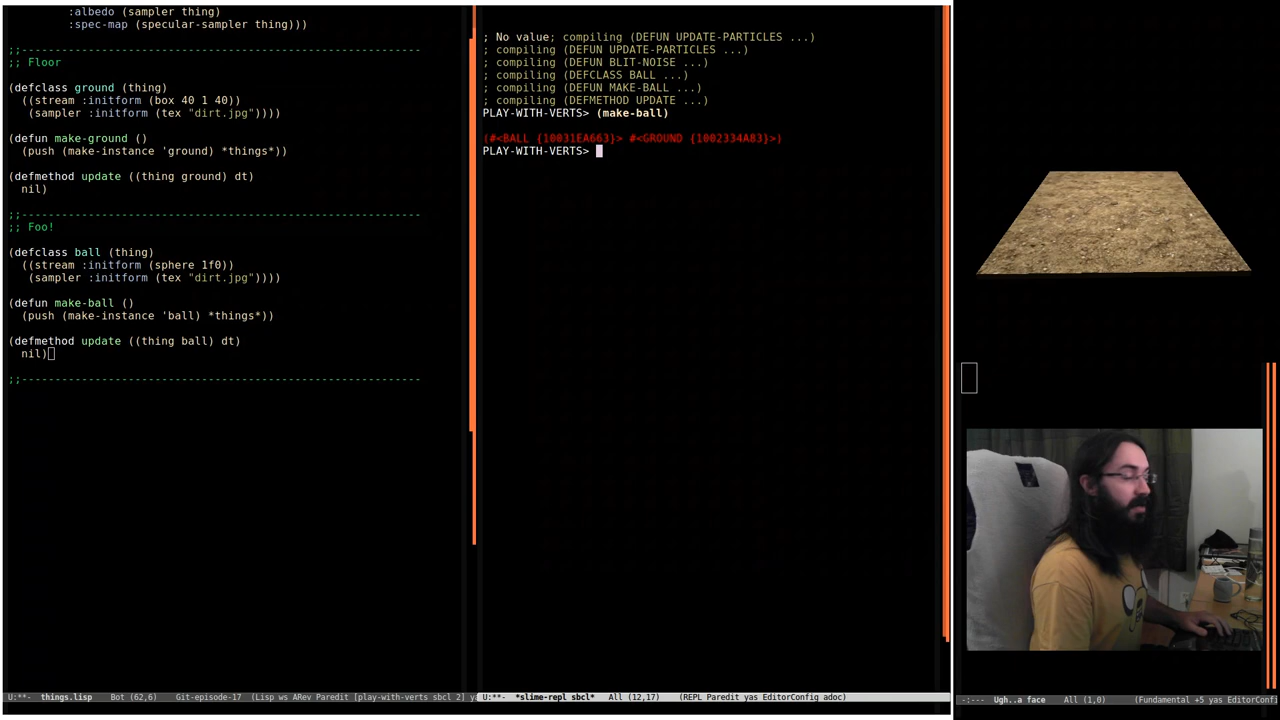 :albedo (sampler thing)
:spec-map (specular-sampler thing)))
;;-------------------------------------------------------------
;; Floor
(defclass ground (thing)
((stream :initform (box 40 1 40))
(sampler :initform (tex "dirt.jpg"))))
(defun make-ground ()
(push (make-instance 'ground) *things*))
(defmethod update ((thing ground) dt)
nil)
;;-------------------------------------------------------------
;; Foo!
(defclass ball (thing)
((stream :initform (sphere 1f0))
(sampler :initform (tex "dirt.jpg"))))
(defun make-ball ()
(push (make-instance 'ball) *things*))
(defmethod update ((thing ball) dt)
nil)
;;-------------------------------------------------------------
U:**- things.lisp Bot (62,6) Git-episode-17 (Lisp ws ARev Paredit [play-with-verts sbcl 2] y
; No value; compiling (DEFUN UPDATE-PARTICLES ...)
; compiling (DEFUN UPDATE-PARTICLES ...)
; compiling (DEFUN BLIT-NOISE ...)
; compiling (DEFCLASS BALL ...)
; compiling (DEFUN MAKE-BALL ...)
; compiling (DEFMETHOD UPDATE ...)
PLAY-WITH-VERTS> (make-ball)
(#<BALL {10031EA663}> #<GROUND {1002334A83}>)
PLAY-WITH-VERTS>
U:**- *slime-repl sbcl* All (12,17) (REPL Paredit yas EditorConfig adoc)
-:--- Ugh..a face All (1,0) (Fundamental +5 yas EditorConfi